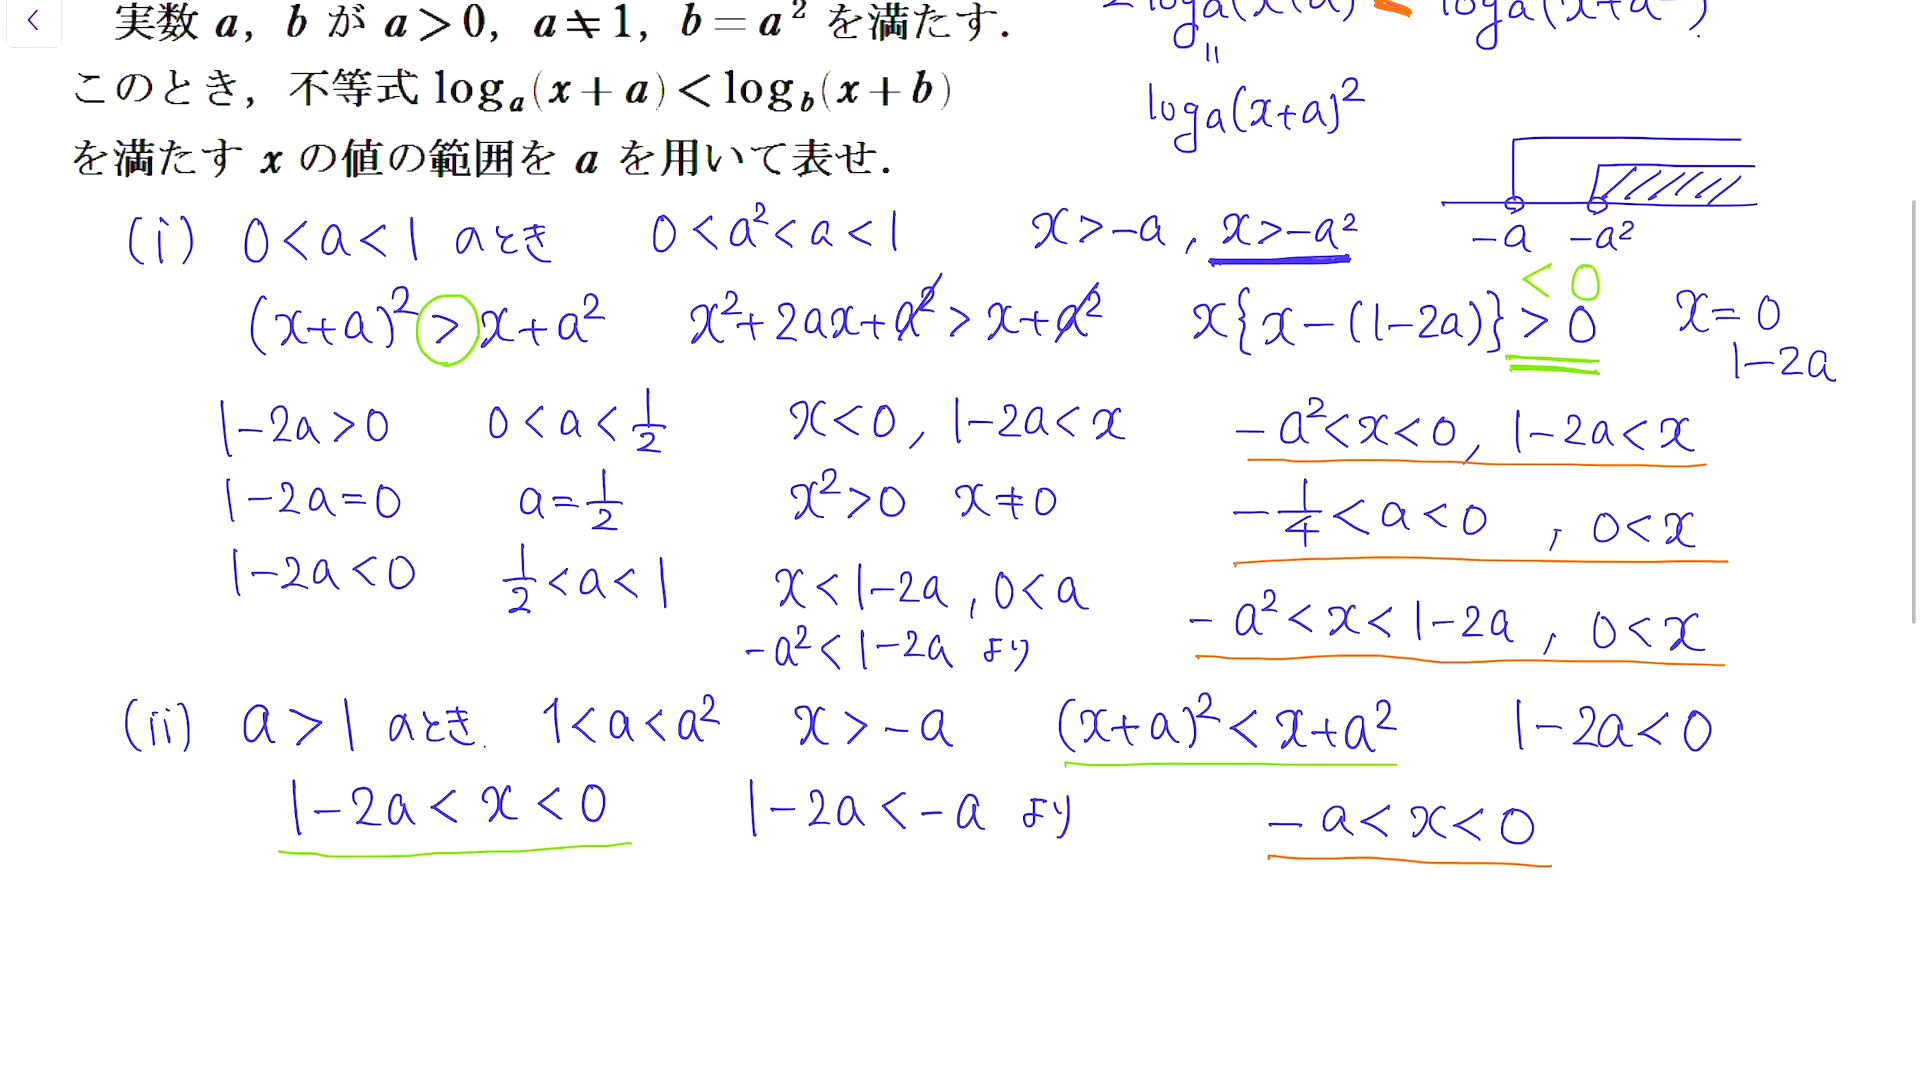 実数 a, b が a>0, a≠1, b=a² を満たす.
このとき, 不等式 logₐ(x+a)<log_b(x+b)
を満たす x の値の範囲を a を用いて表せ.
loga(x+a
loga(x+a
=
loga(x+a)²
(i) 0<a<1 aとき 0<a²<a<1 x>-a, x>-a²
-a -a²
<0
(x+a)²>x+a² x²+2ax+a²>x+a² x{x-(1-2a)}>0 x=0
1-2a
1-2a>0 0<a<1/2 x<0, 1-2a<x -a²<x<0, 1-2a<x
1-2a=0 a=1/2 x²>0 x≠0 -1/4<a<0, 0<x
1-2a<0 1/2<a<1 x<1-2a, 0<a -a²<x<1-2a, 0<x
-a²<1-2a より
(ii) a>1 aとき. 1<a<a² x>-a (x+a)²<x+a² 1-2a<0
1-2a<x<0 1-2a<-a より -a<x<0